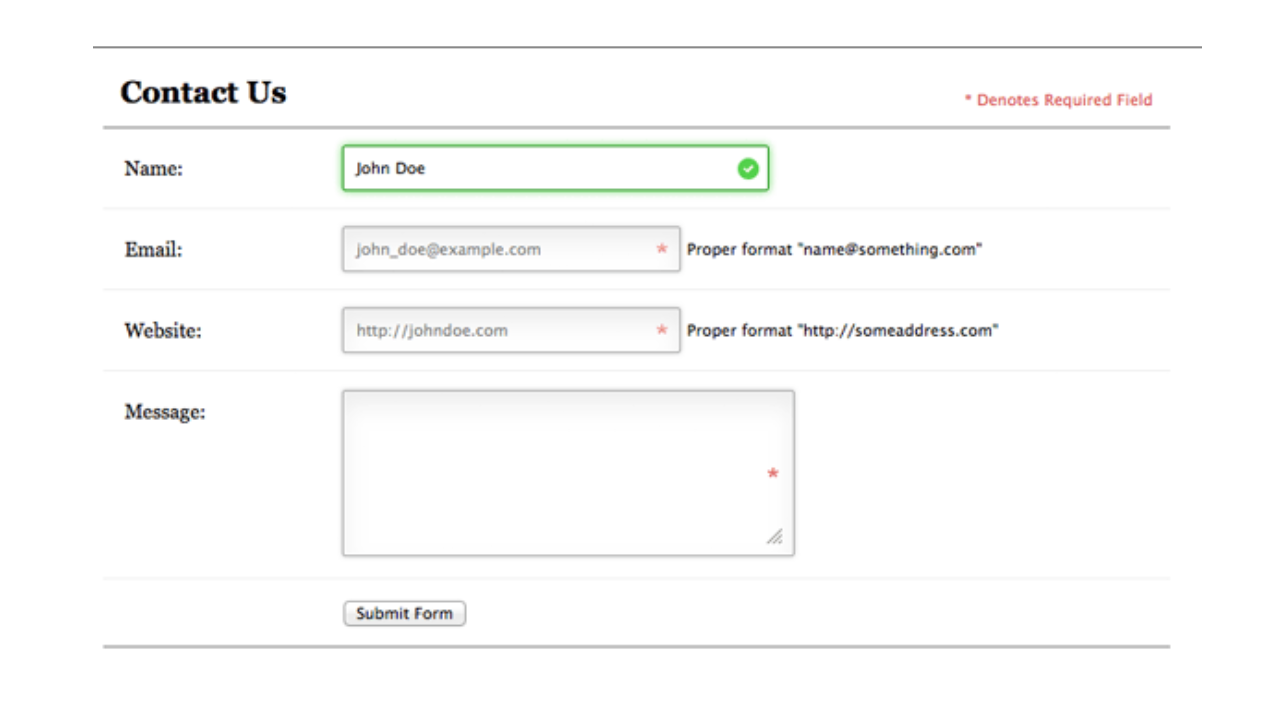 Contact Us
* Denotes Required Field
Name:
John Doe
Email:
john_doe@example.com
*
Proper format "name@something.com"
Website:
http://johndoe.com
*
Proper format "http://someaddress.com"
Message:
*
Submit Form